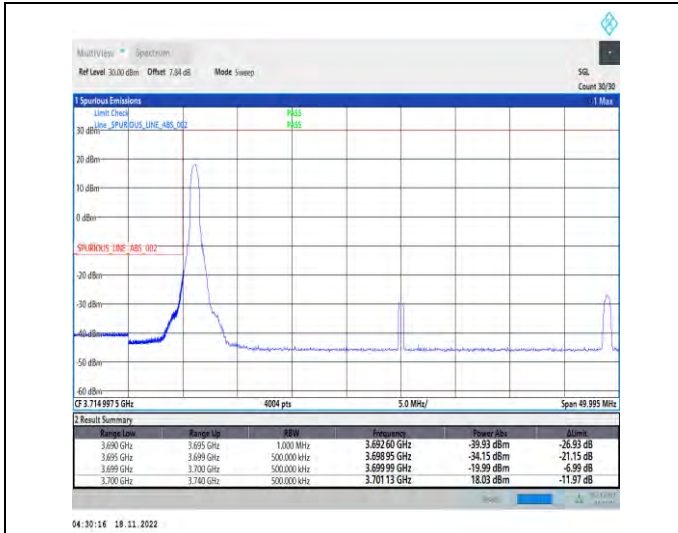 MultiView Spectrum
Ref Level 30.00 dBm Offset 7.84 dB Mode Sweep SGL
Count 30/30
1 Spurious Emissions 1 Max
Limit Check PASS
Line _SPURIOUS_LINE_ABS_002 PASS
30 dBm
20 dBm
10 dBm
0 dBm
_SPURIOUS_LINE_ABS_002
-20 dBm
-30 dBm
-40 dBm
-50 dBm
-60 dBm
CF 3.7149975 GHz 4004 pts 5.0 MHz/ Span 49.995 MHz
2 Result Summary
Range Low Range Up RBW Frequency Power Abs ΔLimit
3.690 GHz 3.695 GHz 1.000 MHz 3.692 60 GHz -39.93 dBm -26.93 dB
3.695 GHz 3.699 GHz 500.000 kHz 3.698 95 GHz -34.15 dBm -21.15 dB
3.699 GHz 3.700 GHz 500.000 kHz 3.699 99 GHz -19.99 dBm -6.99 dB
3.700 GHz 3.740 GHz 500.000 kHz 3.701 13 GHz 18.03 dBm -11.97 dB
04:30:16 18.11.2022